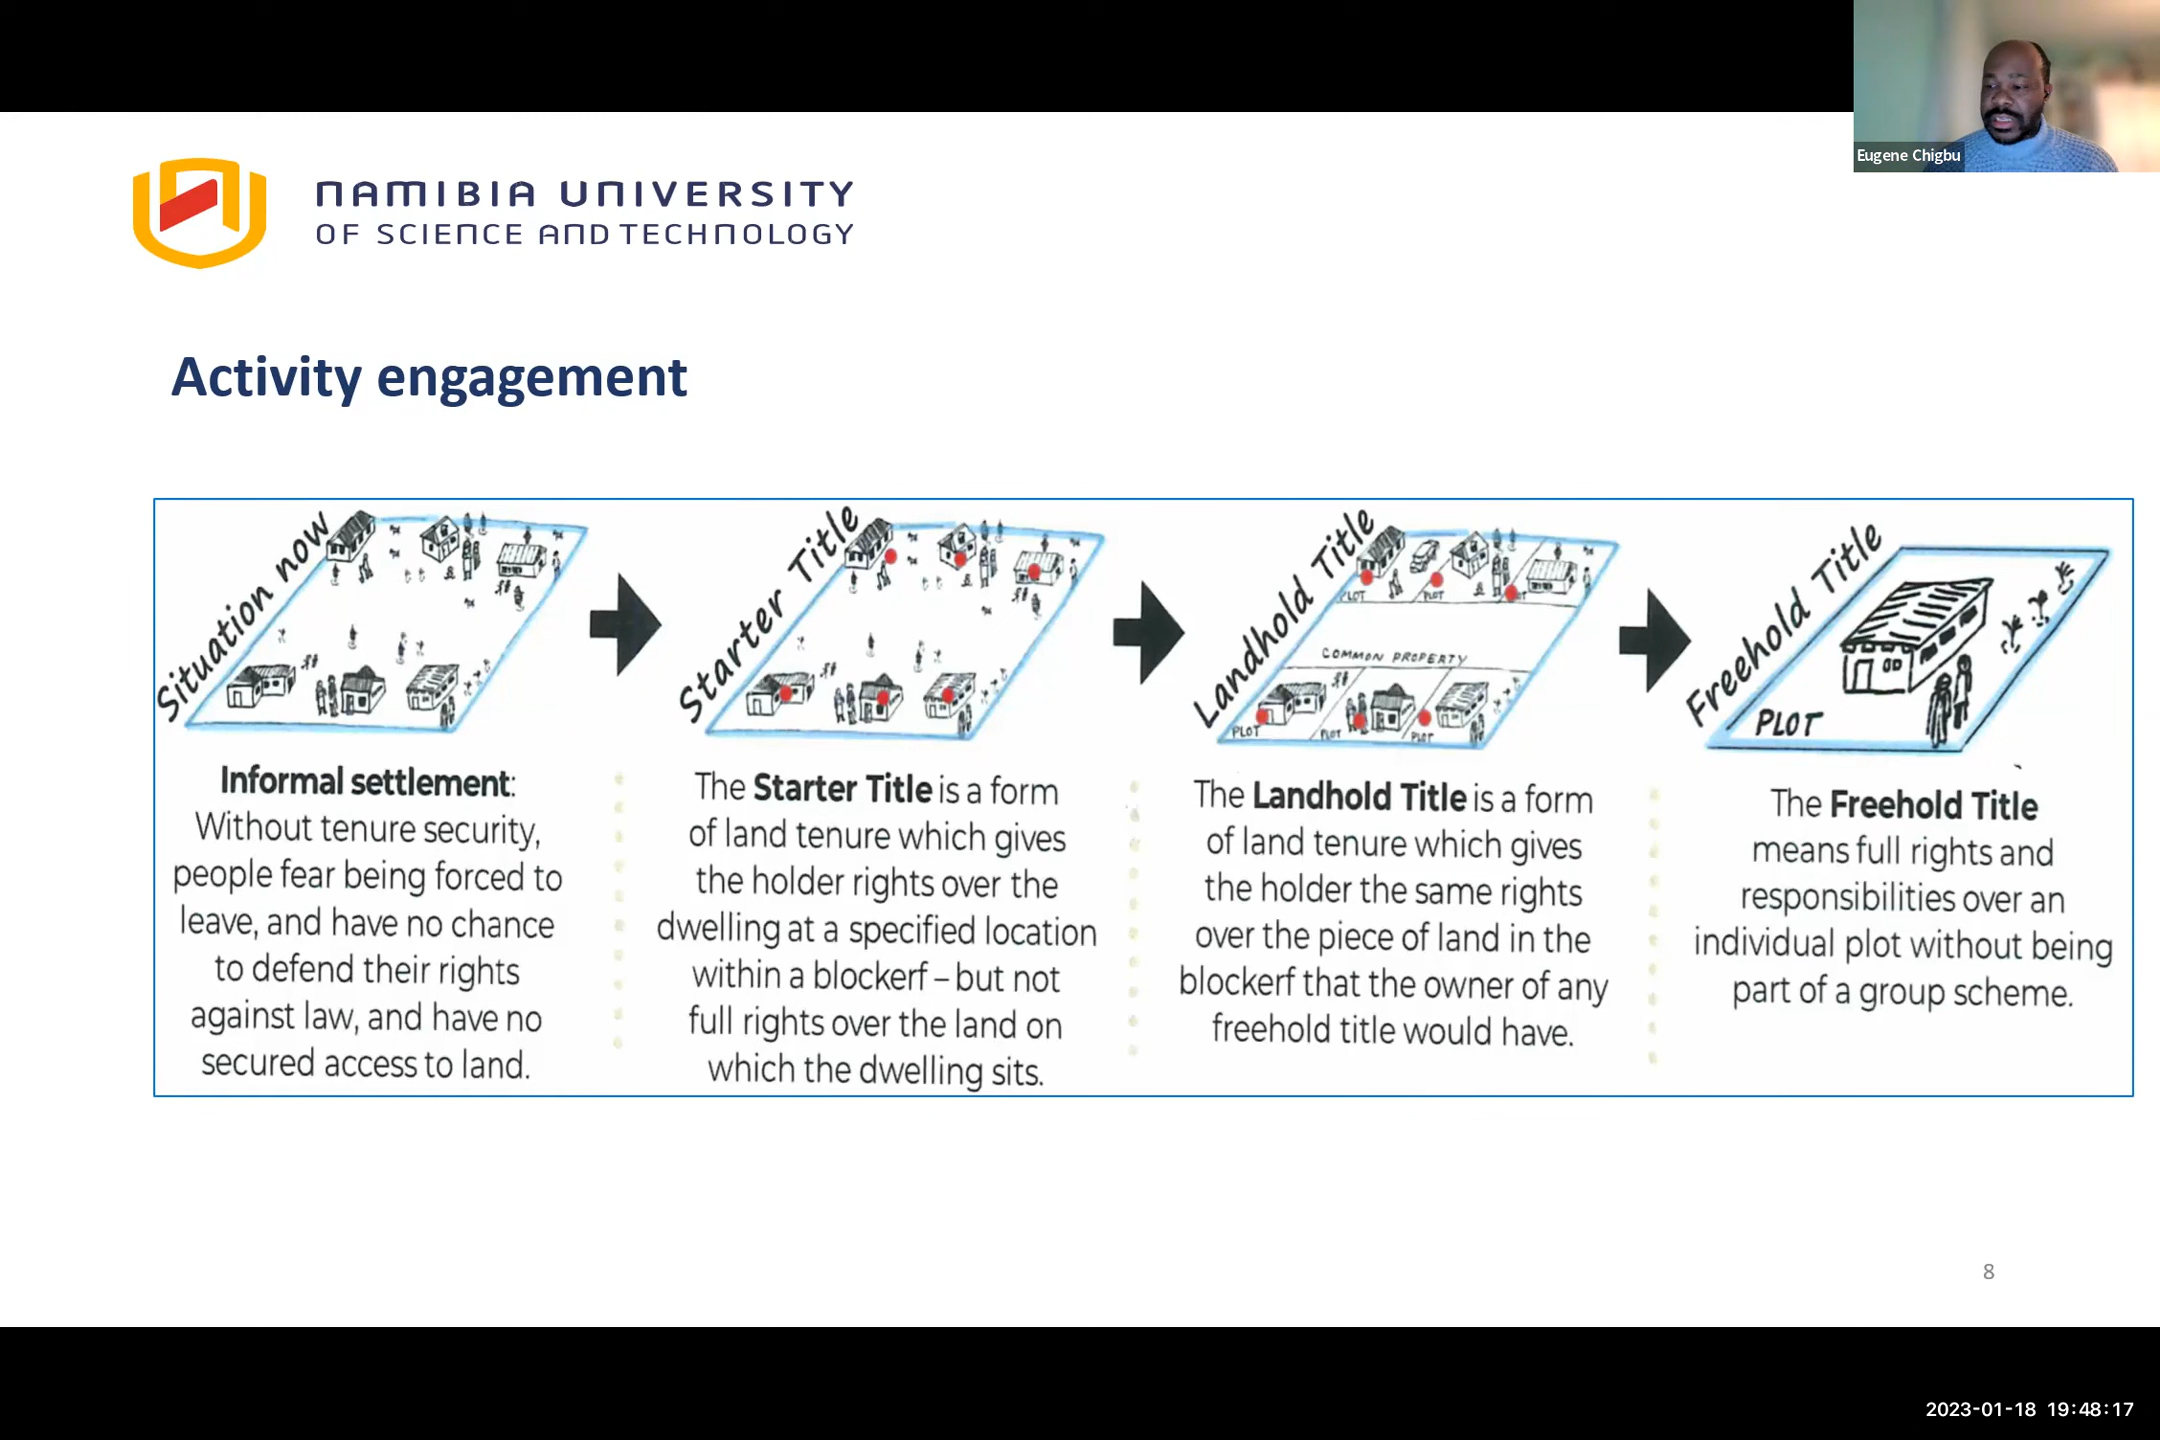 Eugene Chigbu
NAMIBIA UNIVERSITY
OF SCIENCE AND TECHNOLOGY
Activity engagement
Situation now
Informal settlement:
Without tenure security,
people fear being forced to
leave, and have no chance
to defend their rights
against law, and have no
secured access to land.
Starter Title
The Starter Title is a form
of land tenure which gives
the holder rights over the
dwelling at a specified location
within a blockerf – but not
full rights over the land on
which the dwelling sits.
Landhold Title
PLOT
PLOT
COMMON PROPERTY
PLOT
PLOT
PLOT
The Landhold Title is a form
of land tenure which gives
the holder the same rights
over the piece of land in the
blockerf that the owner of any
freehold title would have.
Freehold Title
PLOT
The Freehold Title
means full rights and
responsibilities over an
individual plot without being
part of a group scheme.
8
2023-01-18 19:48:17